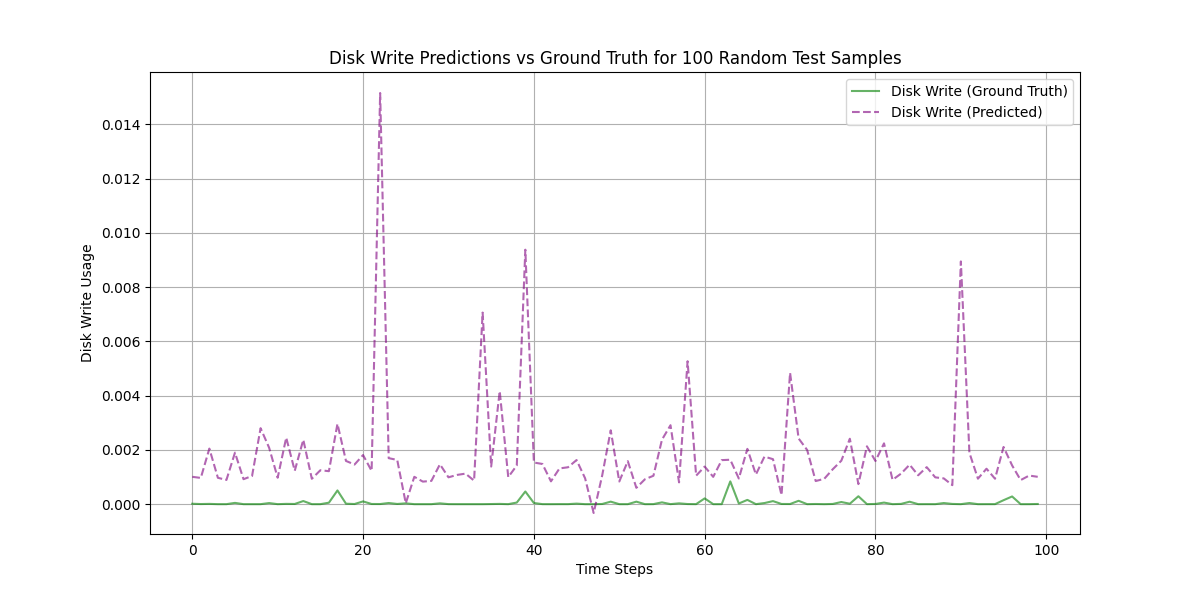 Disk Write Predictions vs Ground Truth for 100 Random Test Samples
Disk Write (Ground Truth)
Disk Write (Predicted)
0.014
0.012
0.010
0.008
0.006
0.004
0.002
0.000
Disk Write Usage
0 20 40 60 80 100
Time Steps